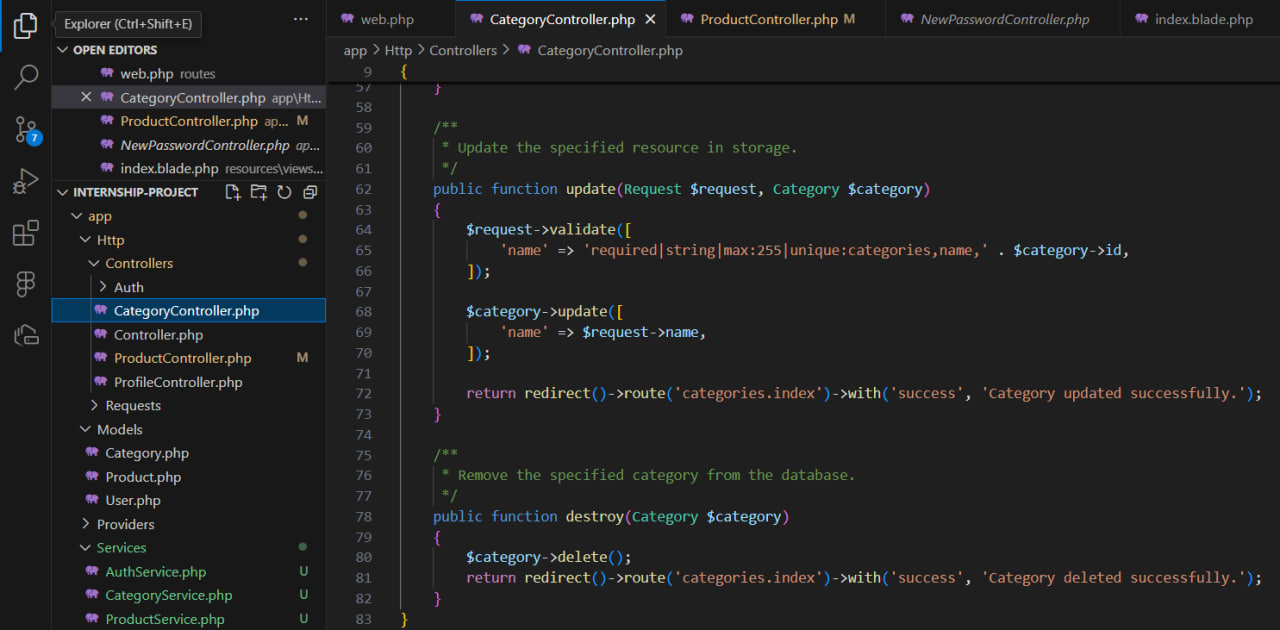 Explorer (Ctrl+Shift+E)
...
OPEN EDITORS
web.php routes
CategoryController.php app\Ht...
ProductController.php ap... M
NewPasswordController.php ap...
index.blade.php resources\views...
INTERNSHIP-PROJECT
app
Http
Controllers
Auth
CategoryController.php
Controller.php
ProductController.php M
ProfileController.php
Requests
Models
Category.php
Product.php
User.php
Providers
Services
AuthService.php U
CategoryService.php U
ProductService.php U
7
web.php CategoryController.php ProductController.php M NewPasswordController.php index.blade.php
app > Http > Controllers > CategoryController.php
9 {
57 }
58
59 /**
60 * Update the specified resource in storage.
61 */
62 public function update(Request $request, Category $category)
63 {
64 $request->validate([
65 'name' => 'required|string|max:255|unique:categories,name,' . $category->id,
66 ]);
67
68 $category->update([
69 'name' => $request->name,
70 ]);
71
72 return redirect()->route('categories.index')->with('success', 'Category updated successfully.');
73 }
74
75 /**
76 * Remove the specified category from the database.
77 */
78 public function destroy(Category $category)
79 {
80 $category->delete();
81 return redirect()->route('categories.index')->with('success', 'Category deleted successfully.');
82 }
83 }